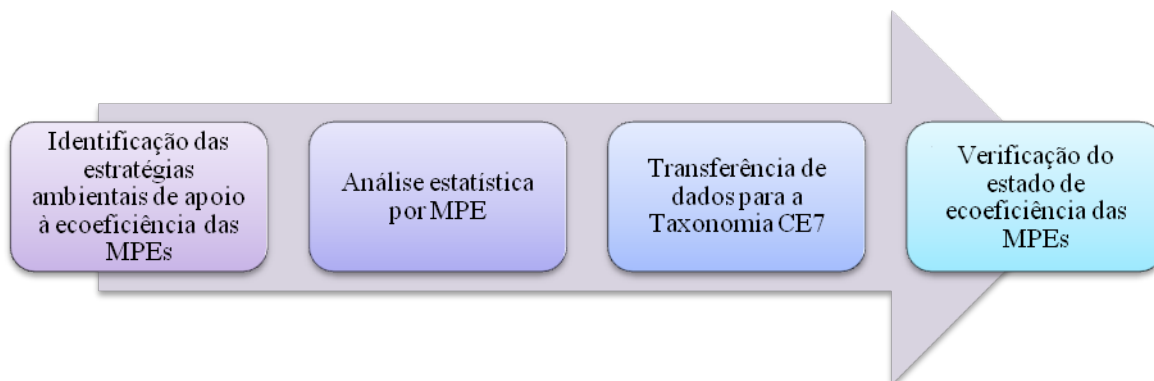 Identificação das
estratégias
ambientais de apoio
à ecoeficiência das
MPEs
Análise estatística
por MPE
Transferência de
dados para a
Taxonomia CE7
Verificação do
estado de
ecoeficiência das
MPEs